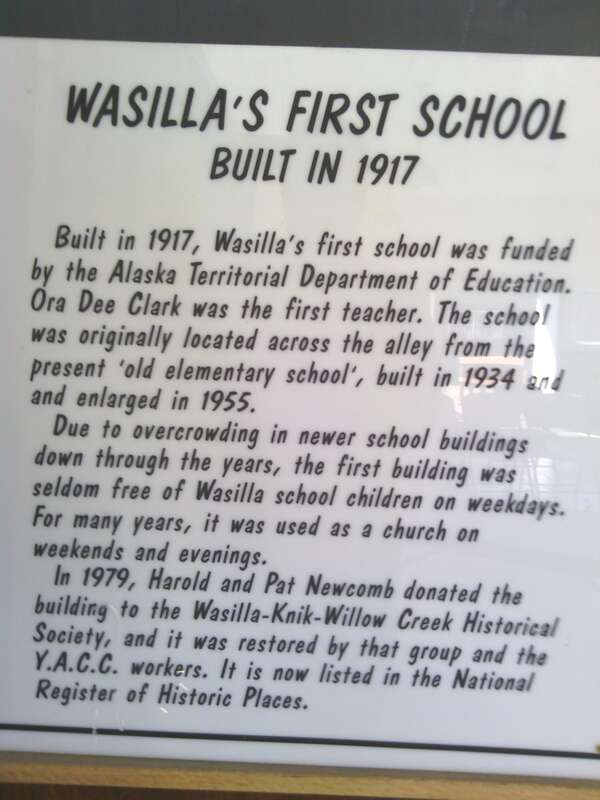 WASILLA'S FIRST SCHOOL
BUILT IN 1917
Built in 1917, Wasilla's first school was funded
by the Alaska Territorial Department of Education.
Ora Dee Clark was the first teacher. The school
was originally located across the alley from the
present 'old elementary school', built in 1934 and
and enlarged in 1955.
Due to overcrowding in newer school buildings
down through the years, the first building was
seldom free of Wasilla school children on weekdays.
For many years, it was used as a church on
weekends and evenings.
In 1979, Harold and Pat Newcomb donated the
building to the Wasilla-Knik-Willow Creek Historical
Society, and it was restored by that group and the
Y.A.C.C. workers. It is now listed in the National
Register of Historic Places.